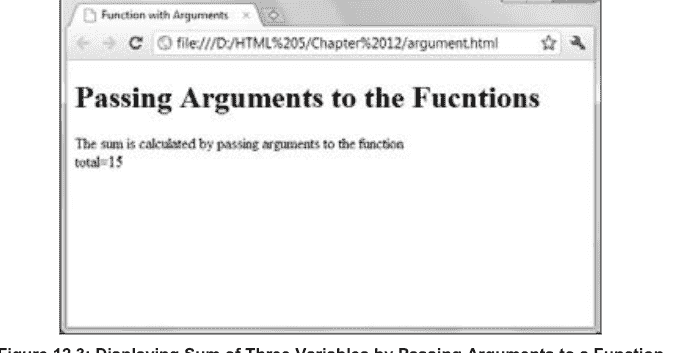 Function with Arguments
file:///D:/HTML%205/Chapter%2012/argument.html
Passing Arguments to the Fucntions
The sum is calculated by passing arguments to the function
total=15
Figure 12.3: Displaying Sum of Three Variables by Passing Arguments to a Function